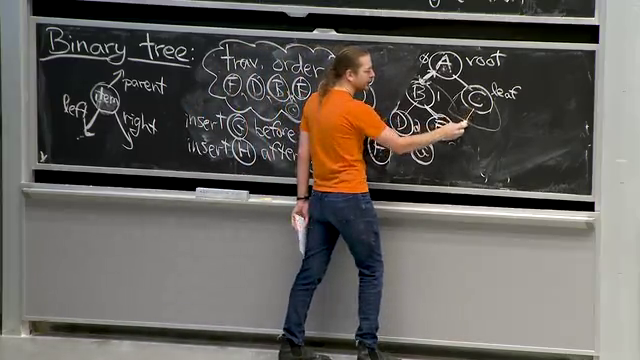 Binary tree:
item
parent
left
right
trav. order
F D B E
insert G before
insert H after
A root
B
C leaf
D